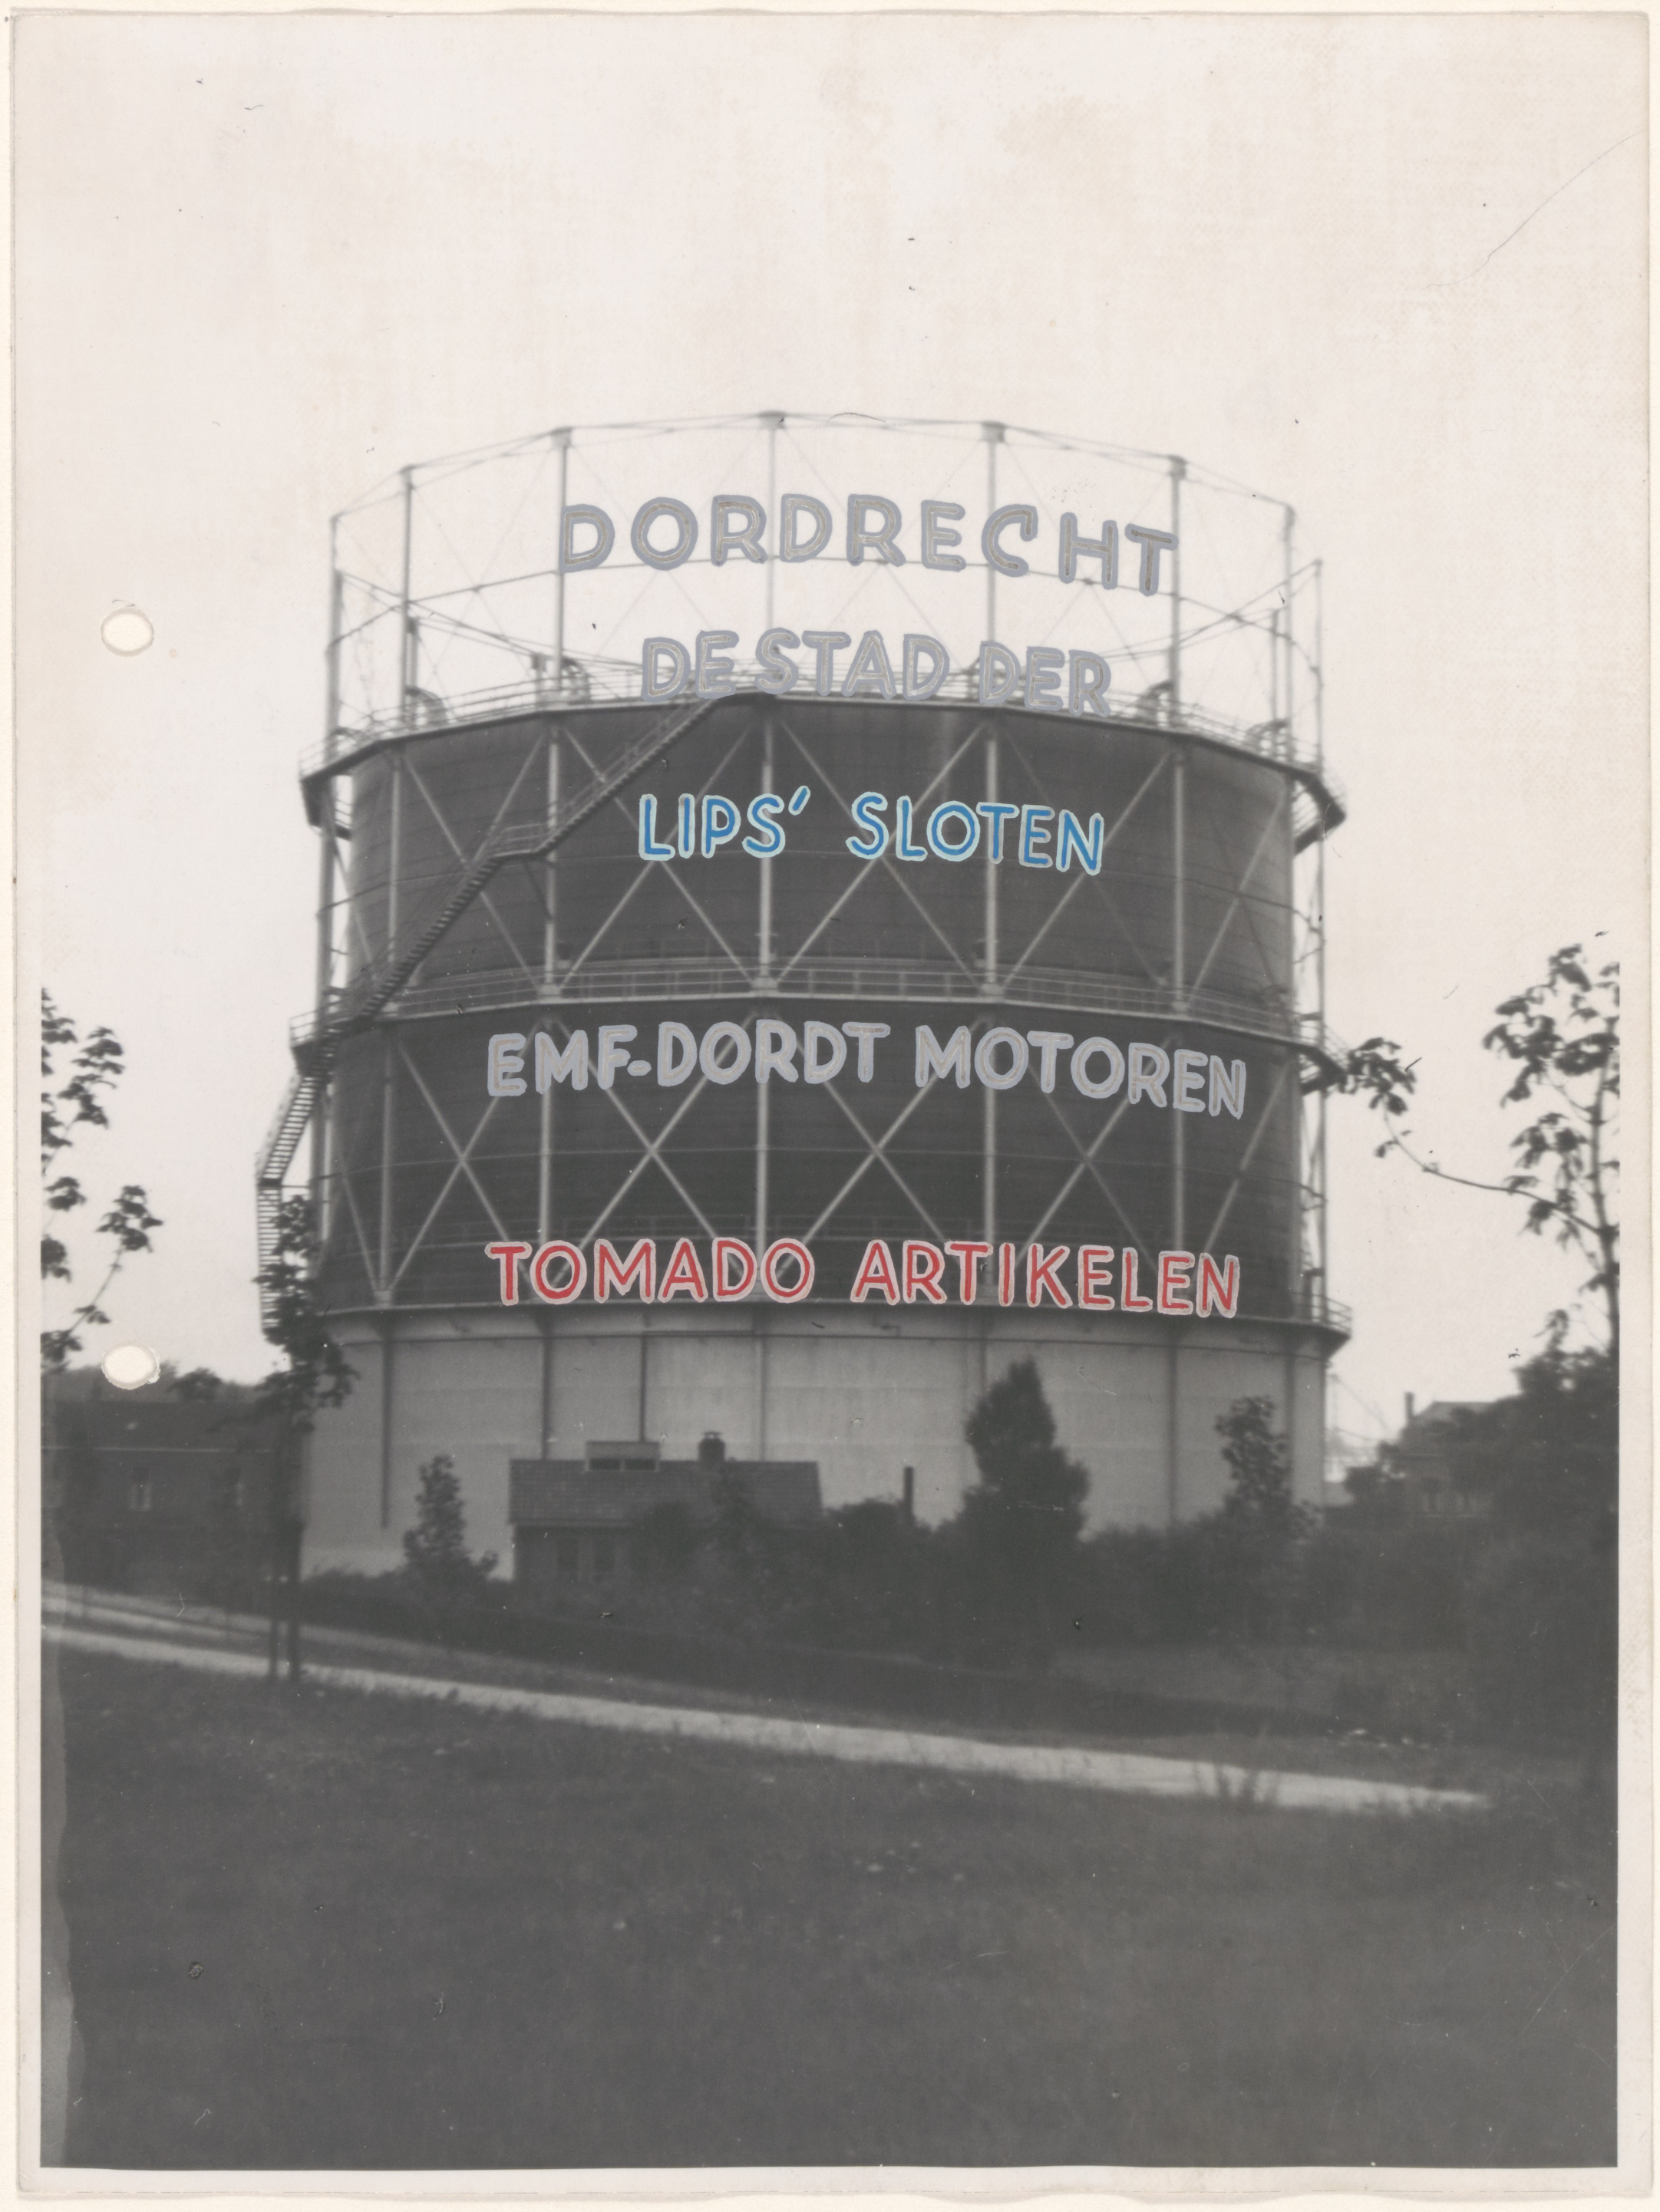 DORDRECHT
DE STAD DER
LIPS' SLOTEN
EMF-DORDT MOTOREN
TOMADO ARTIKELEN